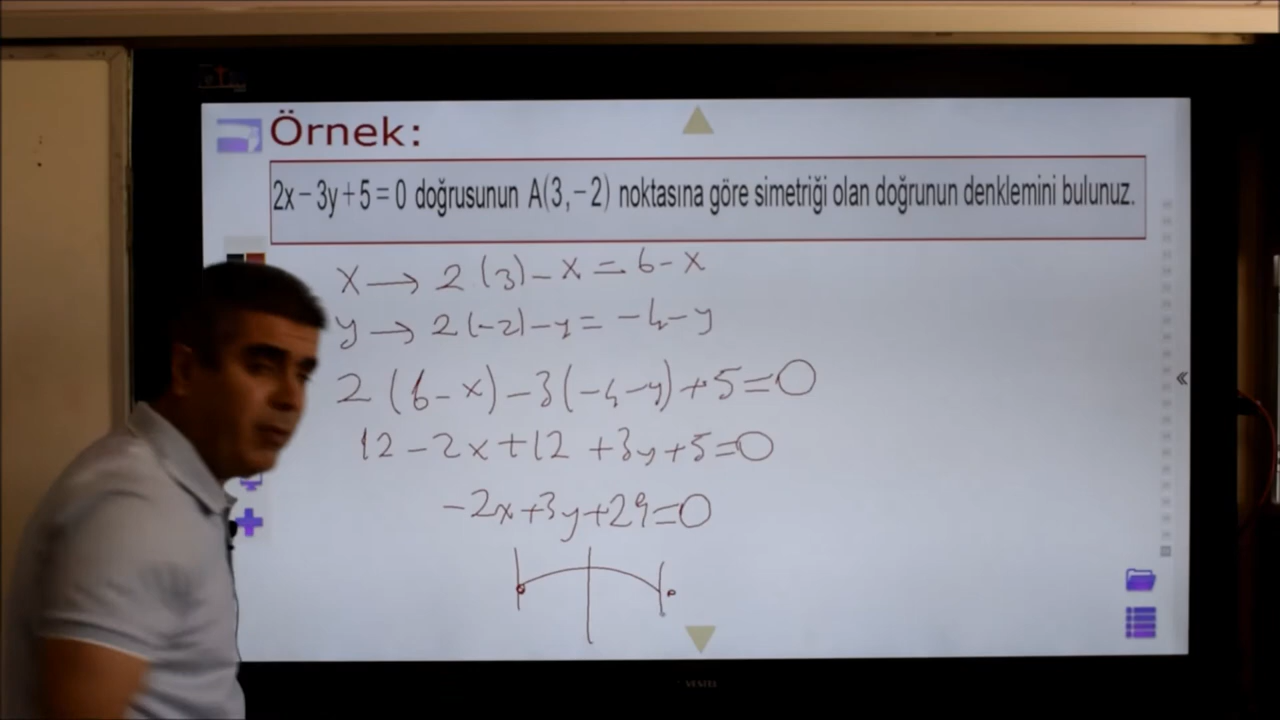 Örnek:
2x-3y+5=0 doğrusunun A(3,-2) noktasına göre simetriği olan doğrunun denklemini bulunuz.
x → 2(3)-x = 6-x
y → 2(-2)-y = -4-y
2(6-x)-3(-4-y)+5=0
12-2x+12+3y+5=0
-2x+3y+29=0
«
VESTEL